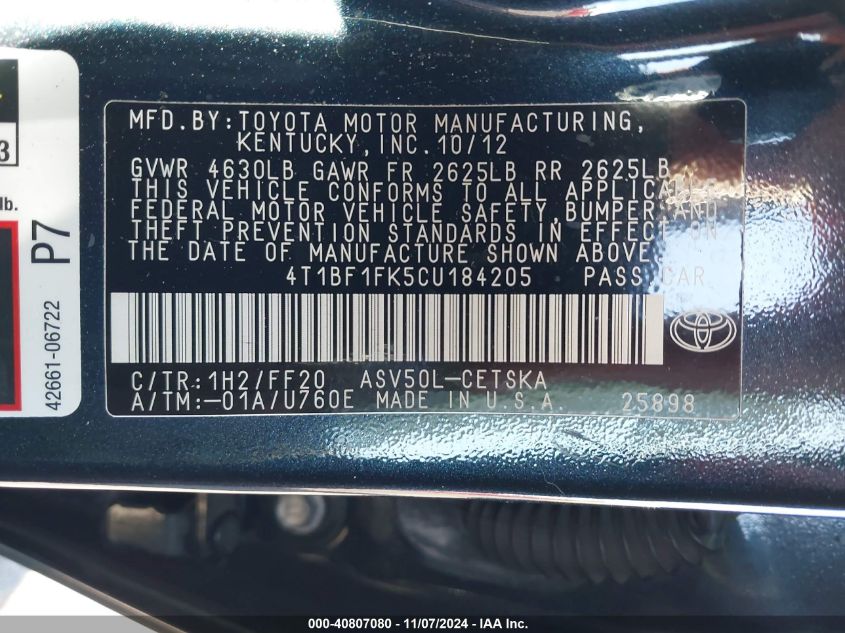 MFD.BY:TOYOTA MOTOR MANUFACTURING,
KENTUCKY,INC.10/12
GVWR 4630LB GAWR FR 2625LB RR 2625LB
THIS VEHICLE CONFORMS TO ALL APPLICABLE
FEDERAL MOTOR VEHICLE SAFETY,BUMPER,AND
THEFT PREVENTION STANDARDS IN EFFECT ON
THE DATE OF MANUFACTURE SHOWN ABOVE.
4T1BF1FK5CU184205 PASS.CAR
C/TR:1H2/FF20 ASV50L-CETSKA
A/TM:-01A/U760E MADE IN U.S.A. 25898
3
lb.
P7
42661-06722
000-40807080 - 11/07/2024 - IAA Inc.